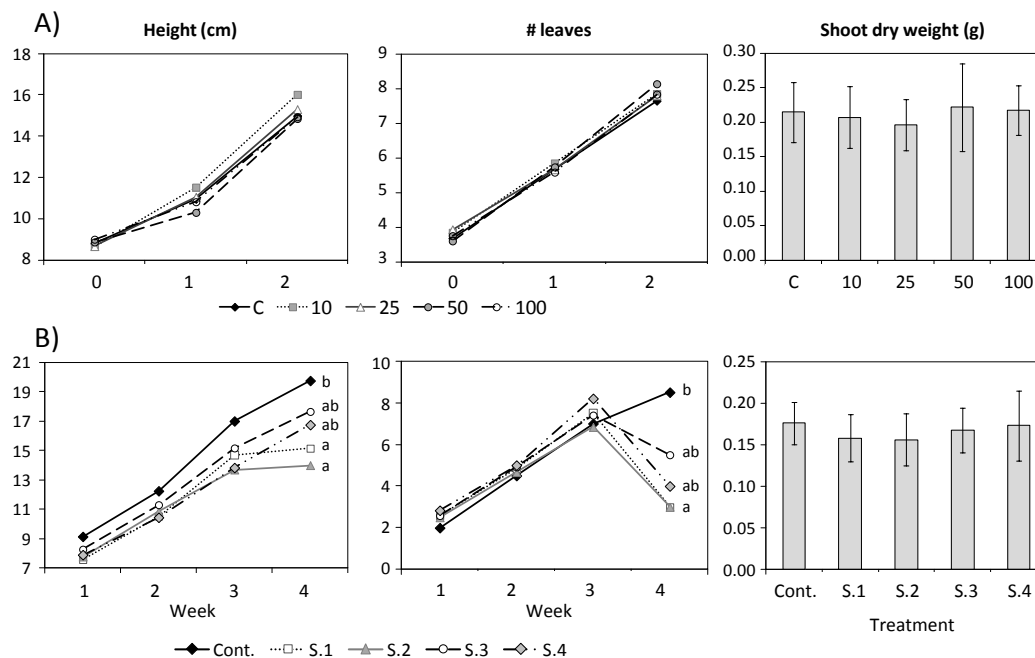 A)
Height (cm)
# leaves
Shoot dry weight (g)
18
16
14
12
10
8
0 1 2
9
8
7
6
5
4
3
0 1 2
0.30
0.25
0.20
0.15
0.10
0.05
0.00
C 10 25 50 100
C 10 25 50 100
B)
21
19
17
15
13
11
9
7
b
ab
ab
a
a
1 2 3 4
Week
10
8
6
4
2
0
b
ab
ab
a
1 2 3 4
Week
0.25
0.20
0.15
0.10
0.05
0.00
Cont. S.1 S.2 S.3 S.4
Treatment
Cont. S.1 S.2 S.3 S.4